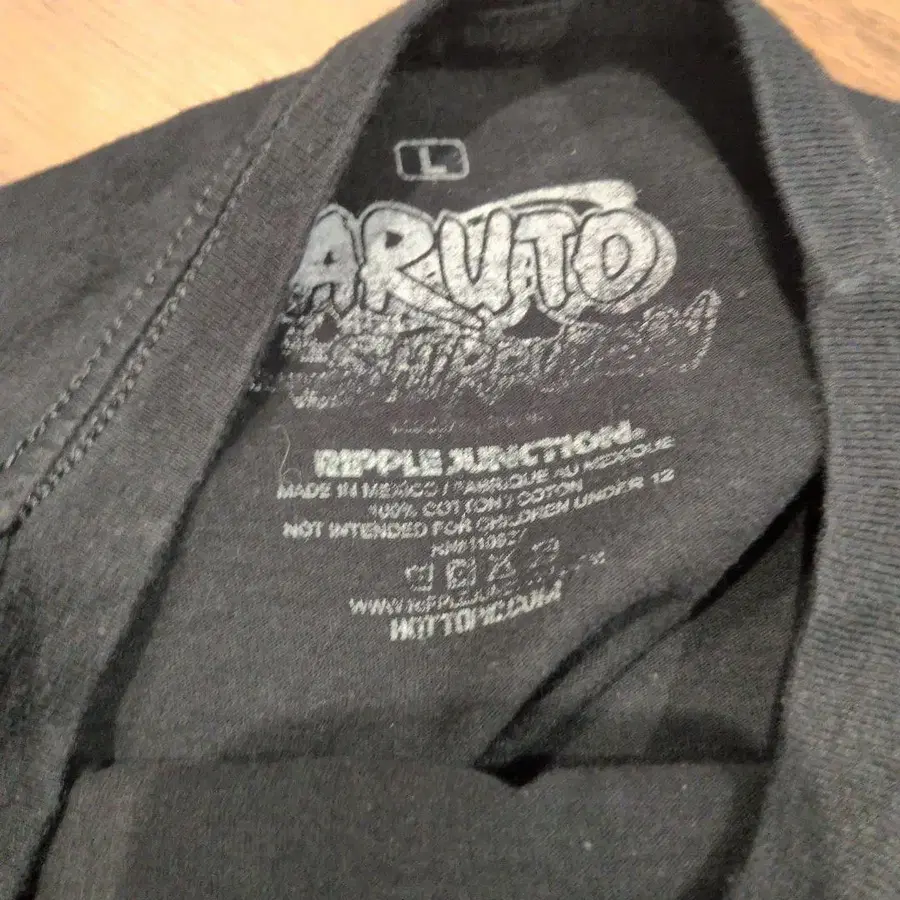 L
ARUTO
SHIPPUDEN
RIPPLE JUNCTION®
MADE IN MEXICO / FABRIQUE AU MEXIQUE
100% COTTON / COTON
NOT INTENDED FOR CHILDREN UNDER 12
HOTTOPIC.COM